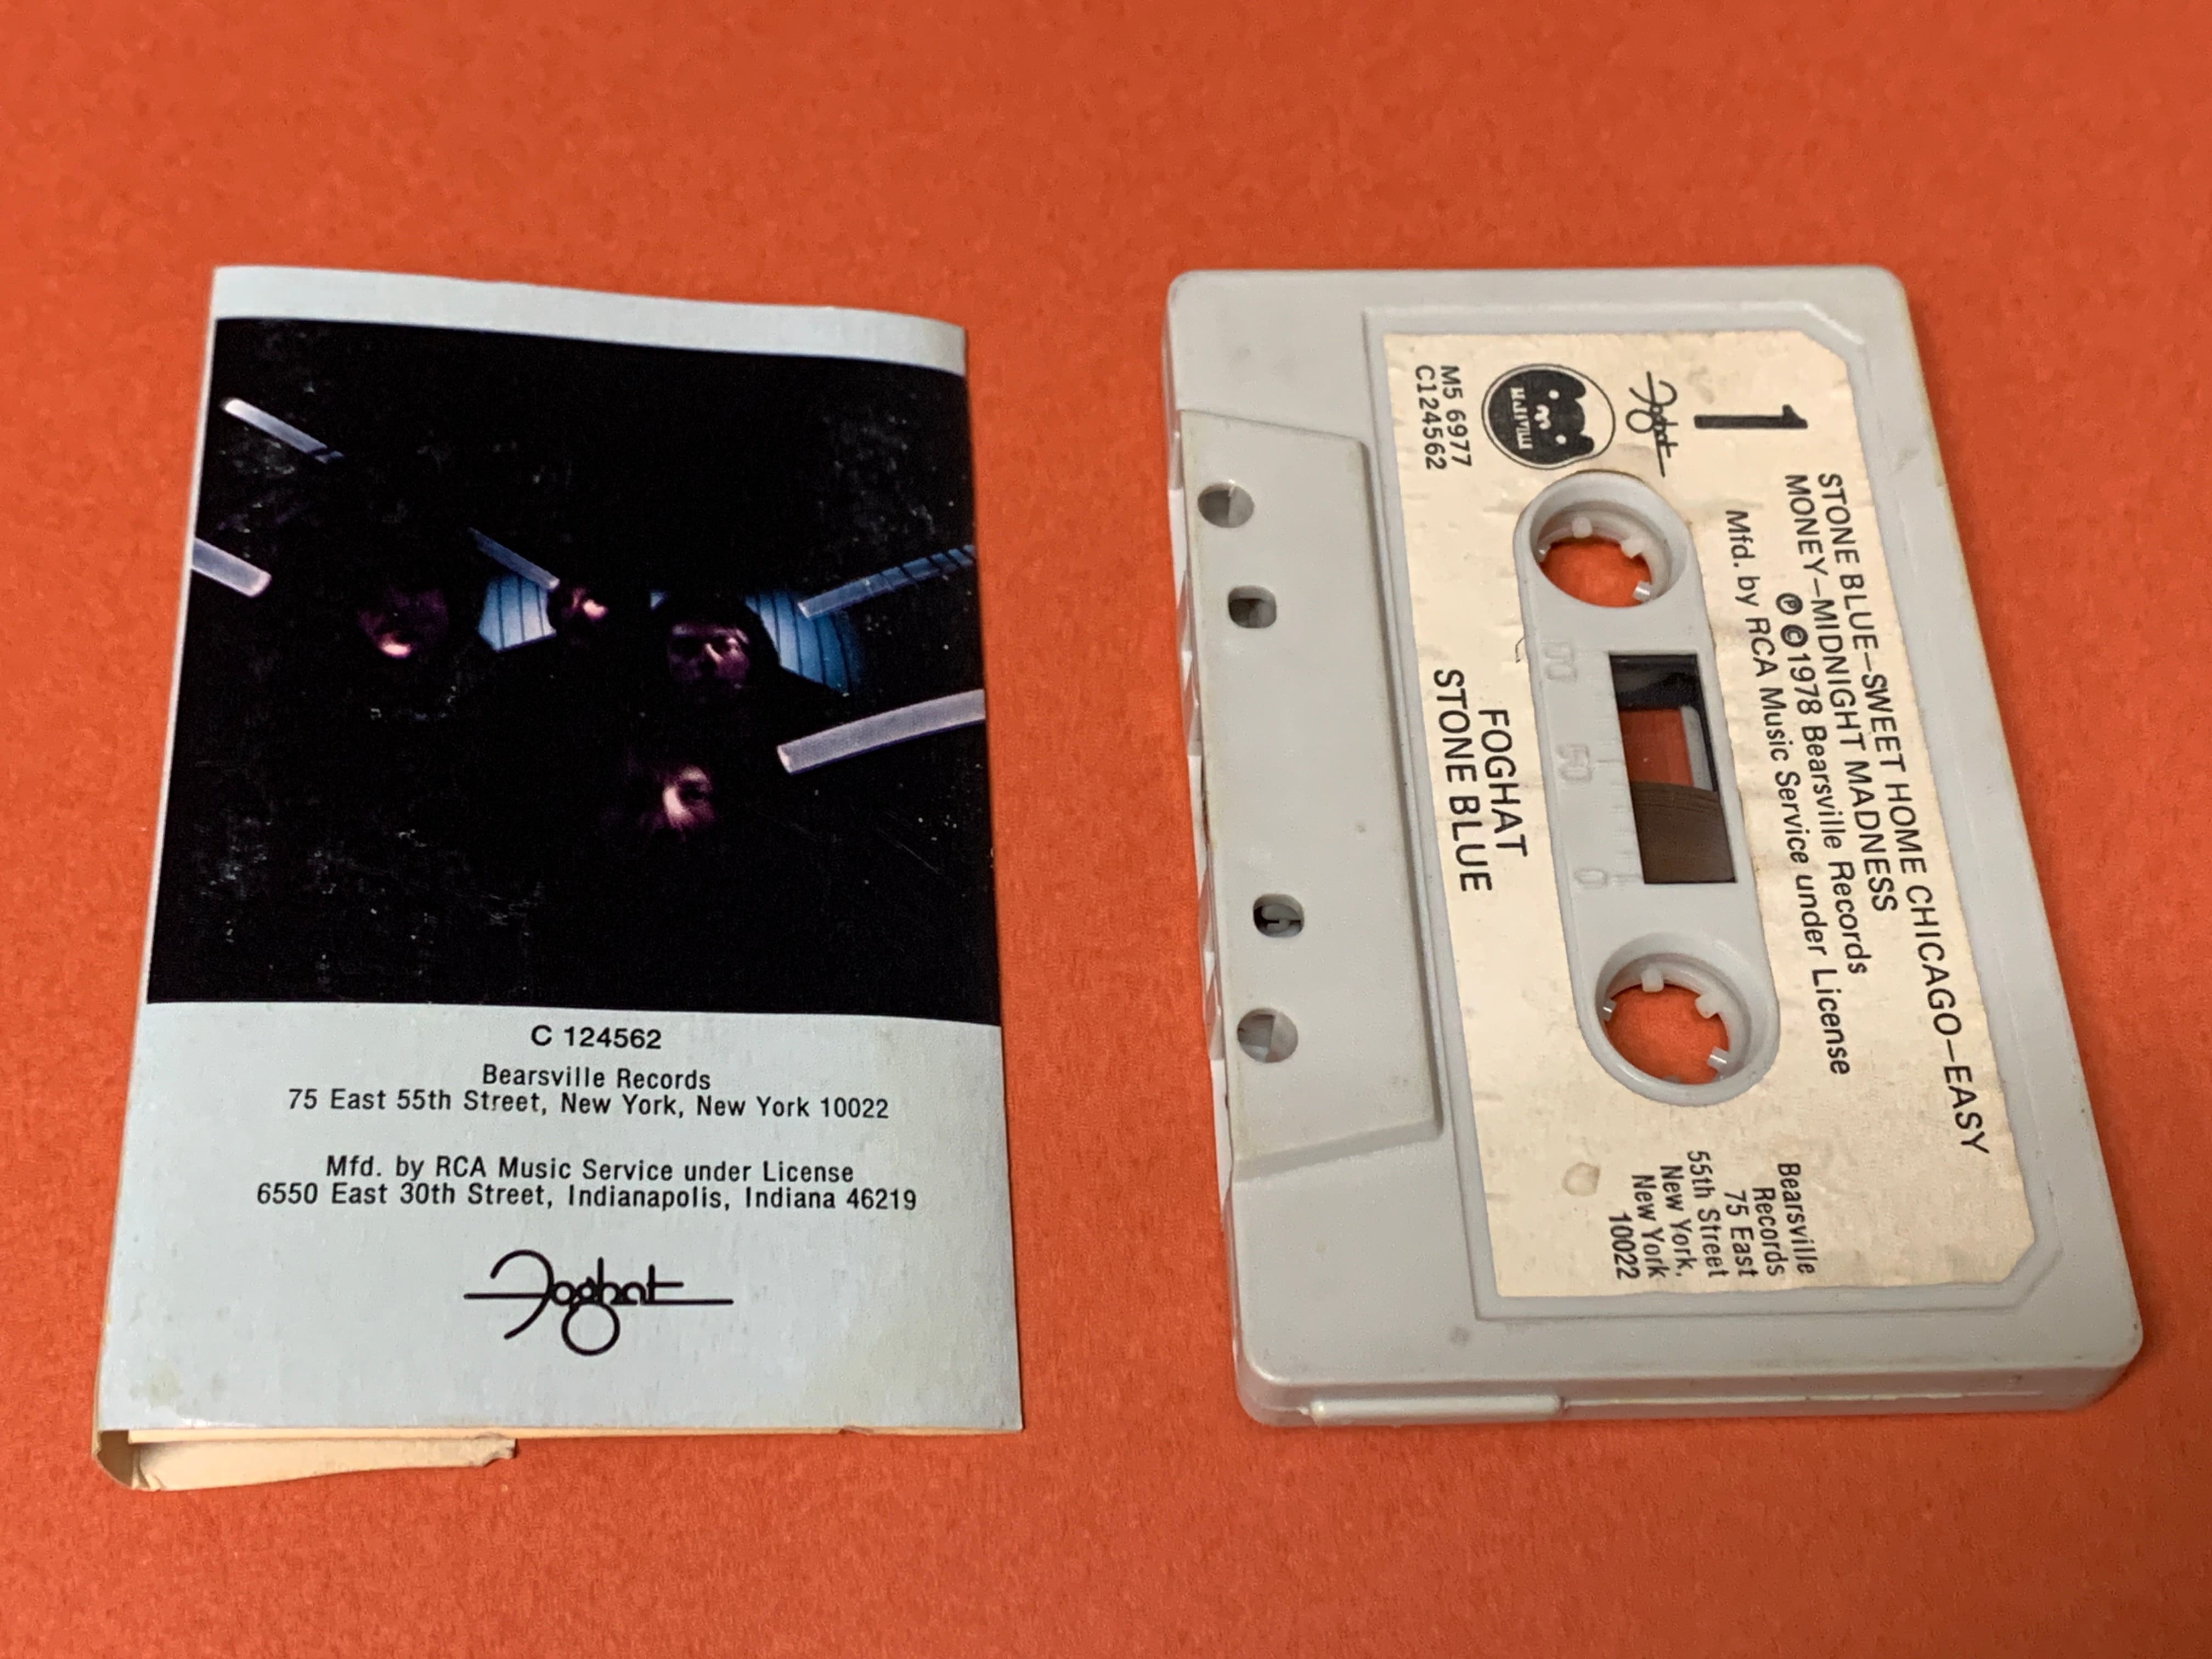 C 124562
Bearsville Records
75 East 55th Street, New York, New York 10022
Mfd. by RCA Music Service under License
6550 East 30th Street, Indianapolis, Indiana 46219
Foghat
1
STONE BLUE—SWEET HOME CHICAGO—EASY
MONEY—MIDNIGHT MADNESS
℗ © 1978 Bearsville Records
Mfd. by RCA Music Service under License
Foghat
M5 6977
C124562
100
50
0
Bearsville
Records
75 East
55th Street
New York,
New York
10022
FOGHAT
STONE BLUE